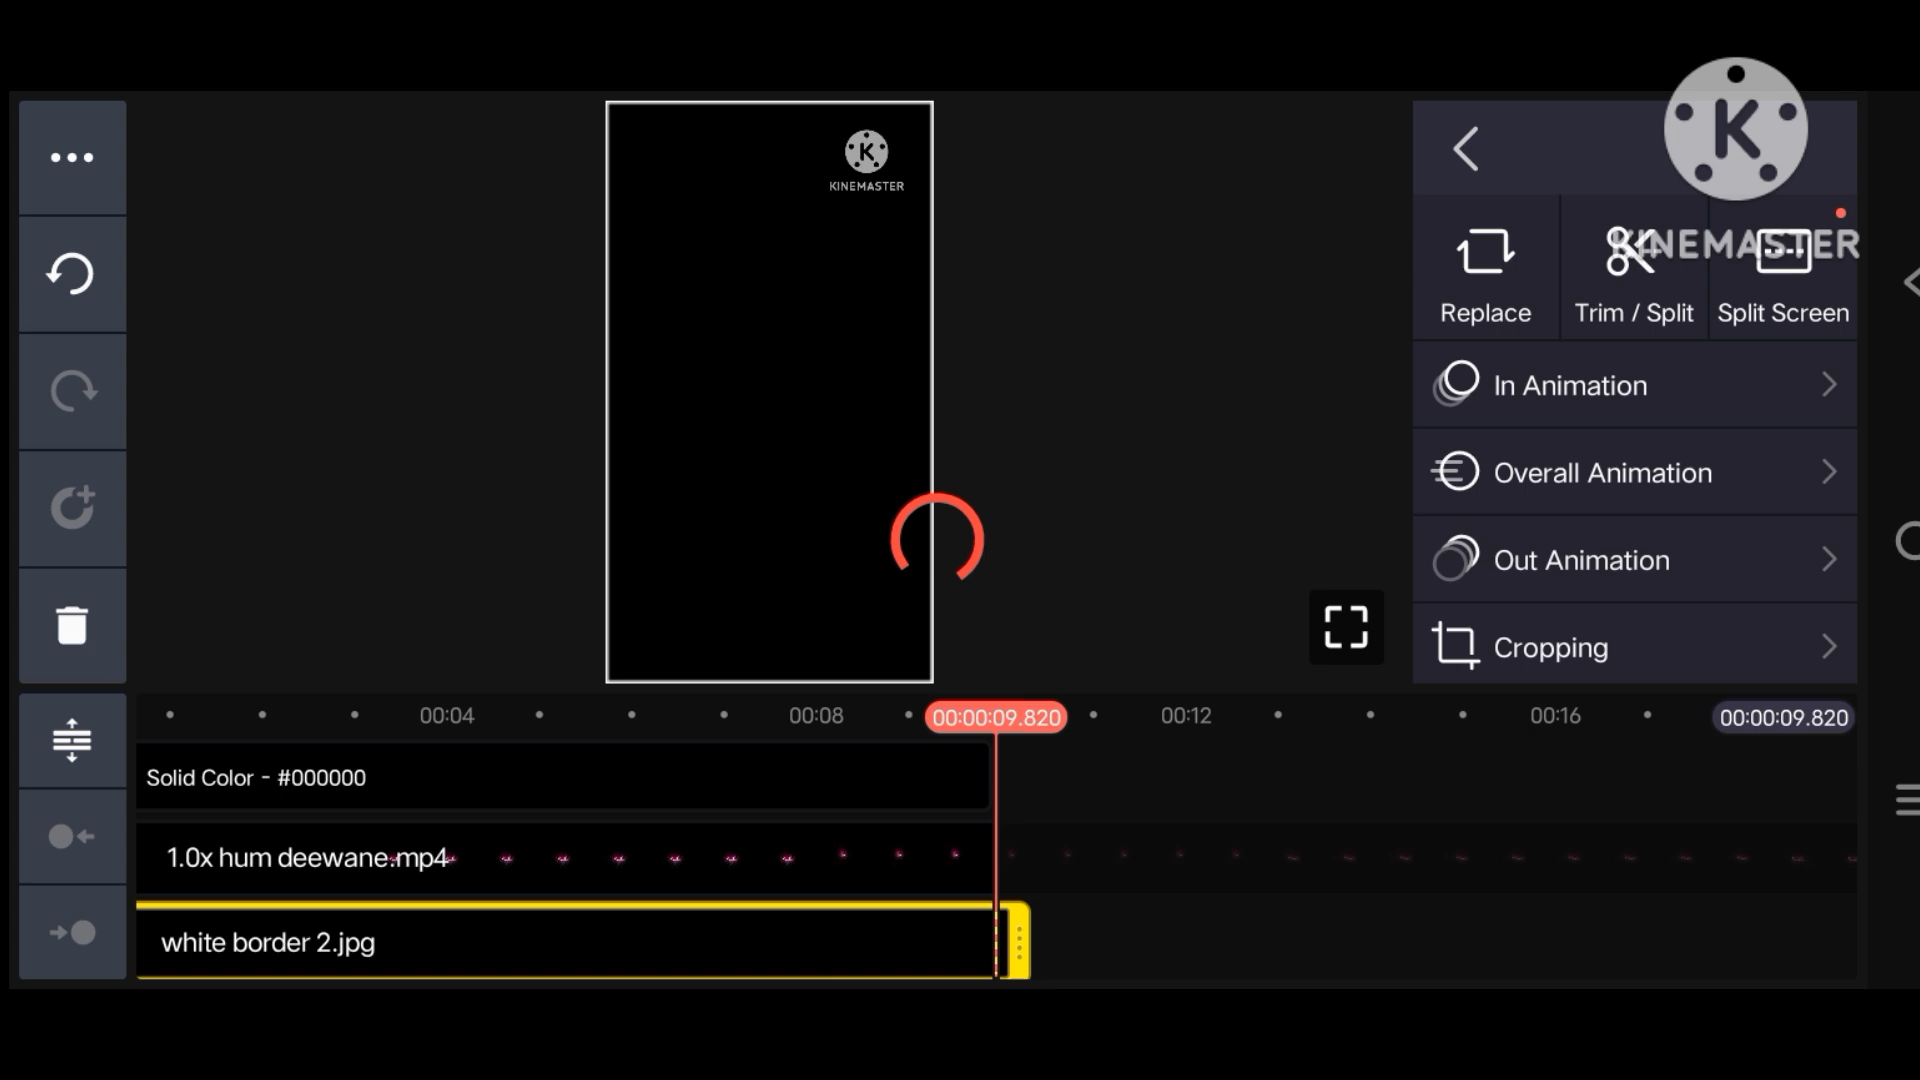 K
KINEMASTER
K
KINEMASTER
Replace
Trim / Split
Split Screen
In Animation
Overall Animation
Out Animation
Cropping
00:04
00:08
00:00:09.820
00:12
00:16
00:00:09.820
Solid Color - #000000
1.0x hum deewane.mp4
white border 2.jpg